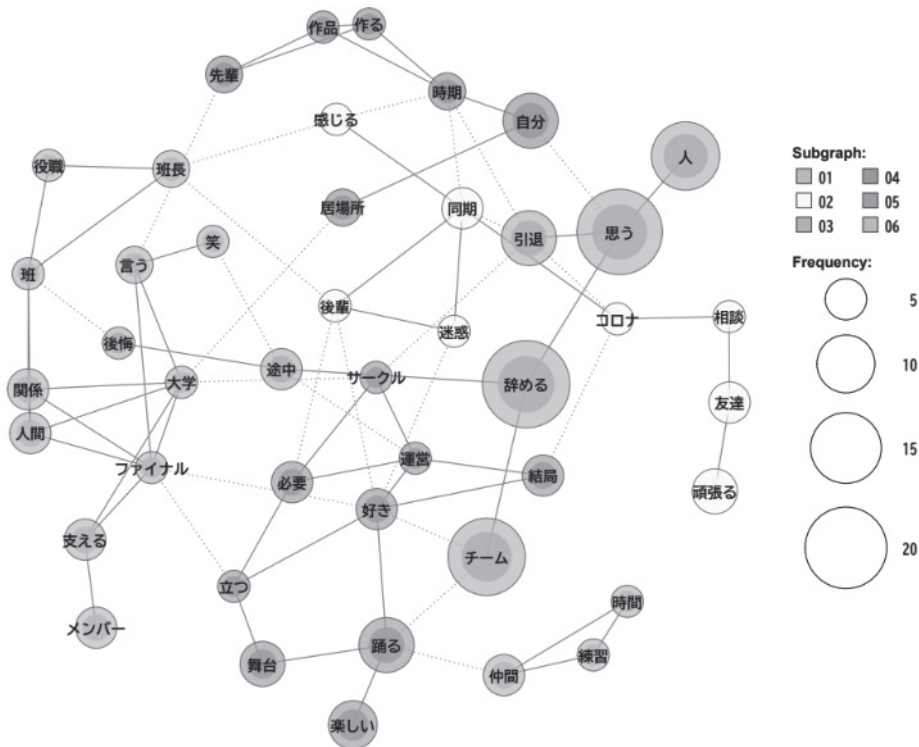 作品
作る
先輩
時期
感じる
自分
人
役職
班長
居場所
同期
引退
思う
笑
言う
班
後輩
迷惑
コロナ
相談
後悔
途中
サークル
辞める
大学
関係
人間
友達
ファイナル
運営
必要
結局
頑張る
好き
支える
チーム
立つ
メンバー
時間
舞台
踊る
仲間
練習
楽しい
Subgraph:
01 04
02 05
03 06
Frequency:
5
10
15
20